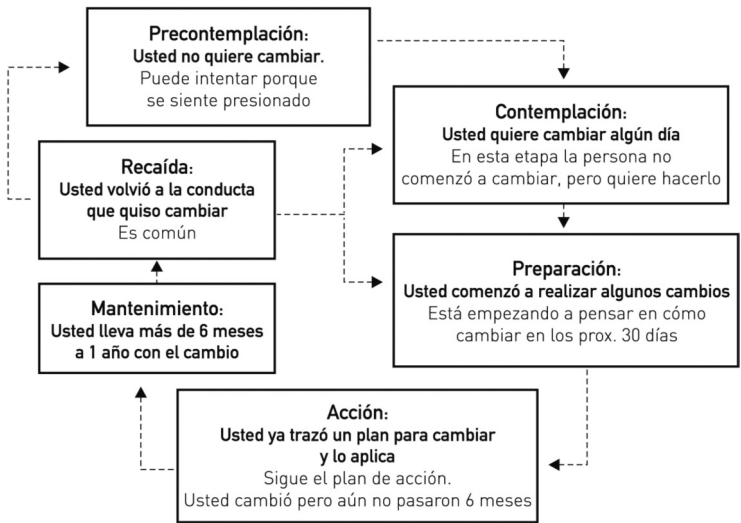 Precontemplación:
Usted no quiere cambiar.
Puede intentar porque
se siente presionado
Contemplación:
Usted quiere cambiar algún día
En esta etapa la persona no
comenzó a cambiar, pero quiere hacerlo
Recaída:
Usted volvió a la conducta
que quiso cambiar
Es común
Preparación:
Usted comenzó a realizar algunos cambios
Está empezando a pensar en cómo
cambiar en los prox. 30 días
Mantenimiento:
Usted lleva más de 6 meses
a 1 año con el cambio
Acción:
Usted ya trazó un plan para cambiar
y lo aplica
Sigue el plan de acción.
Usted cambió pero aún no pasaron 6 meses